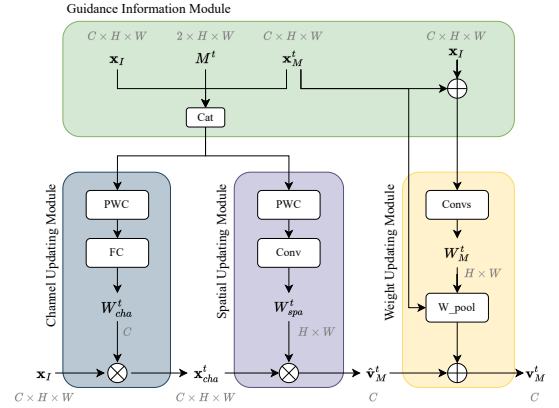 Guidance Information Module
C × H × W 2 × H × W C × H × W C × H × W
x_I M^t x_M^t x_I
Cat
Channel Updating Module
PWC
FC
W_cha^t
C
Spatial Updating Module
PWC
Conv
W_spa^t
H × W
Weight Updating Module
Convs
W_M^t
H × W
W_pool
x_I x_cha^t v̂_M^t v_M^t
C × H × W C × H × W C C